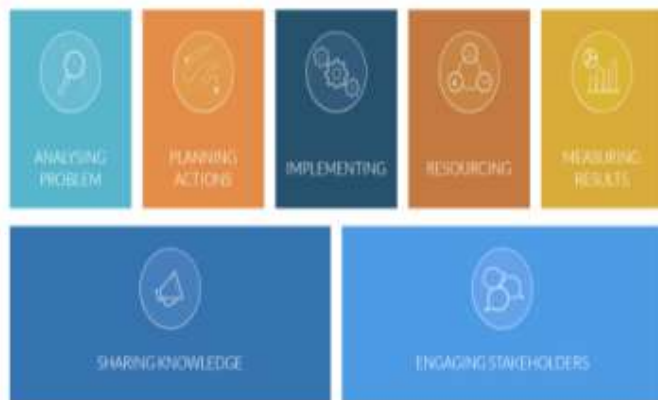 ANALYSING
PROBLEM
PLANNING
ACTIONS
IMPLEMENTING
RESOURCING
MEASURING
RESULTS
SHARING KNOWLEDGE
ENGAGING STAKEHOLDERS